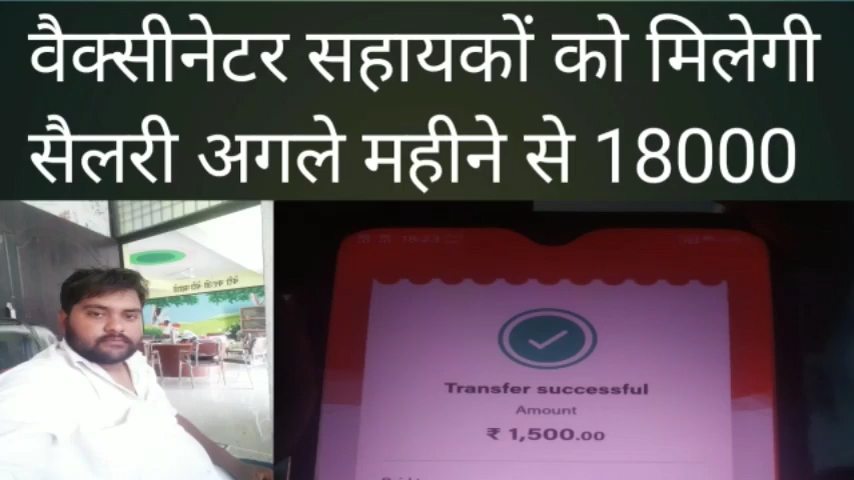 वैक्सीनेटर सहायकों को मिलेगी
सैलरी अगले महीने से 18000
Transfer successful
Amount
₹ 1,500.00